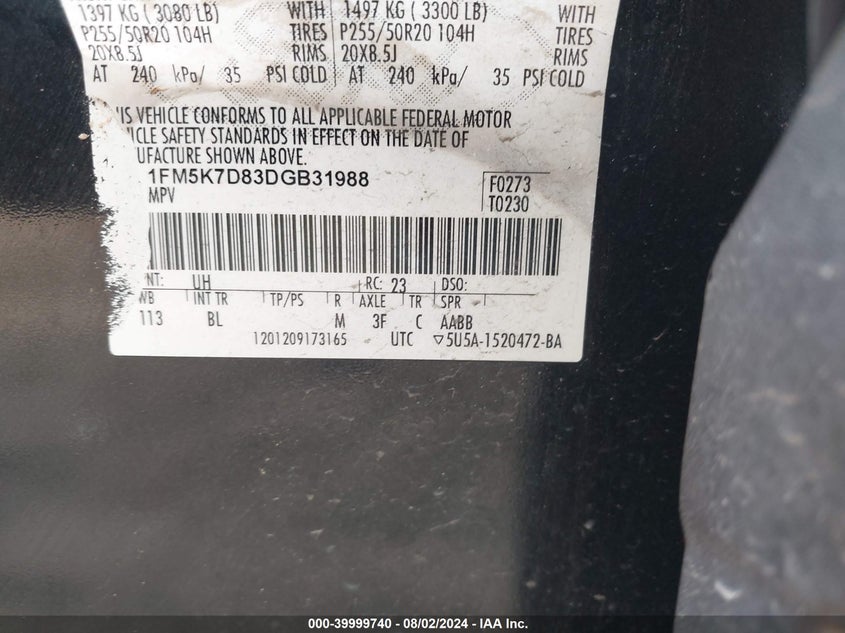 1397 KG ( 3080 LB) WITH 1497 KG ( 3300 LB) WITH
P255/50R20 104H TIRES P255/50R20 104H TIRES
20X8.5J RIMS 20X8.5J RIMS
AT 240 kPa/ 35 PSI COLD AT 240 kPa/ 35 PSI COLD
IS VEHICLE CONFORMS TO ALL APPLICABLE FEDERAL MOTOR
ICLE SAFETY STANDARDS IN EFFECT ON THE DATE OF
UFACTURE SHOWN ABOVE.
1FM5K7D83DGB31988
MPV
F0273
T0230
NT: UH RC: 23 DSO:
WB INT TR TP/PS R AXLE TR SPR
113 BL M 3F C AABB
1201209173165 UTC ▽5U5A-1520472-BA
000-39999740 - 08/02/2024 - IAA Inc.